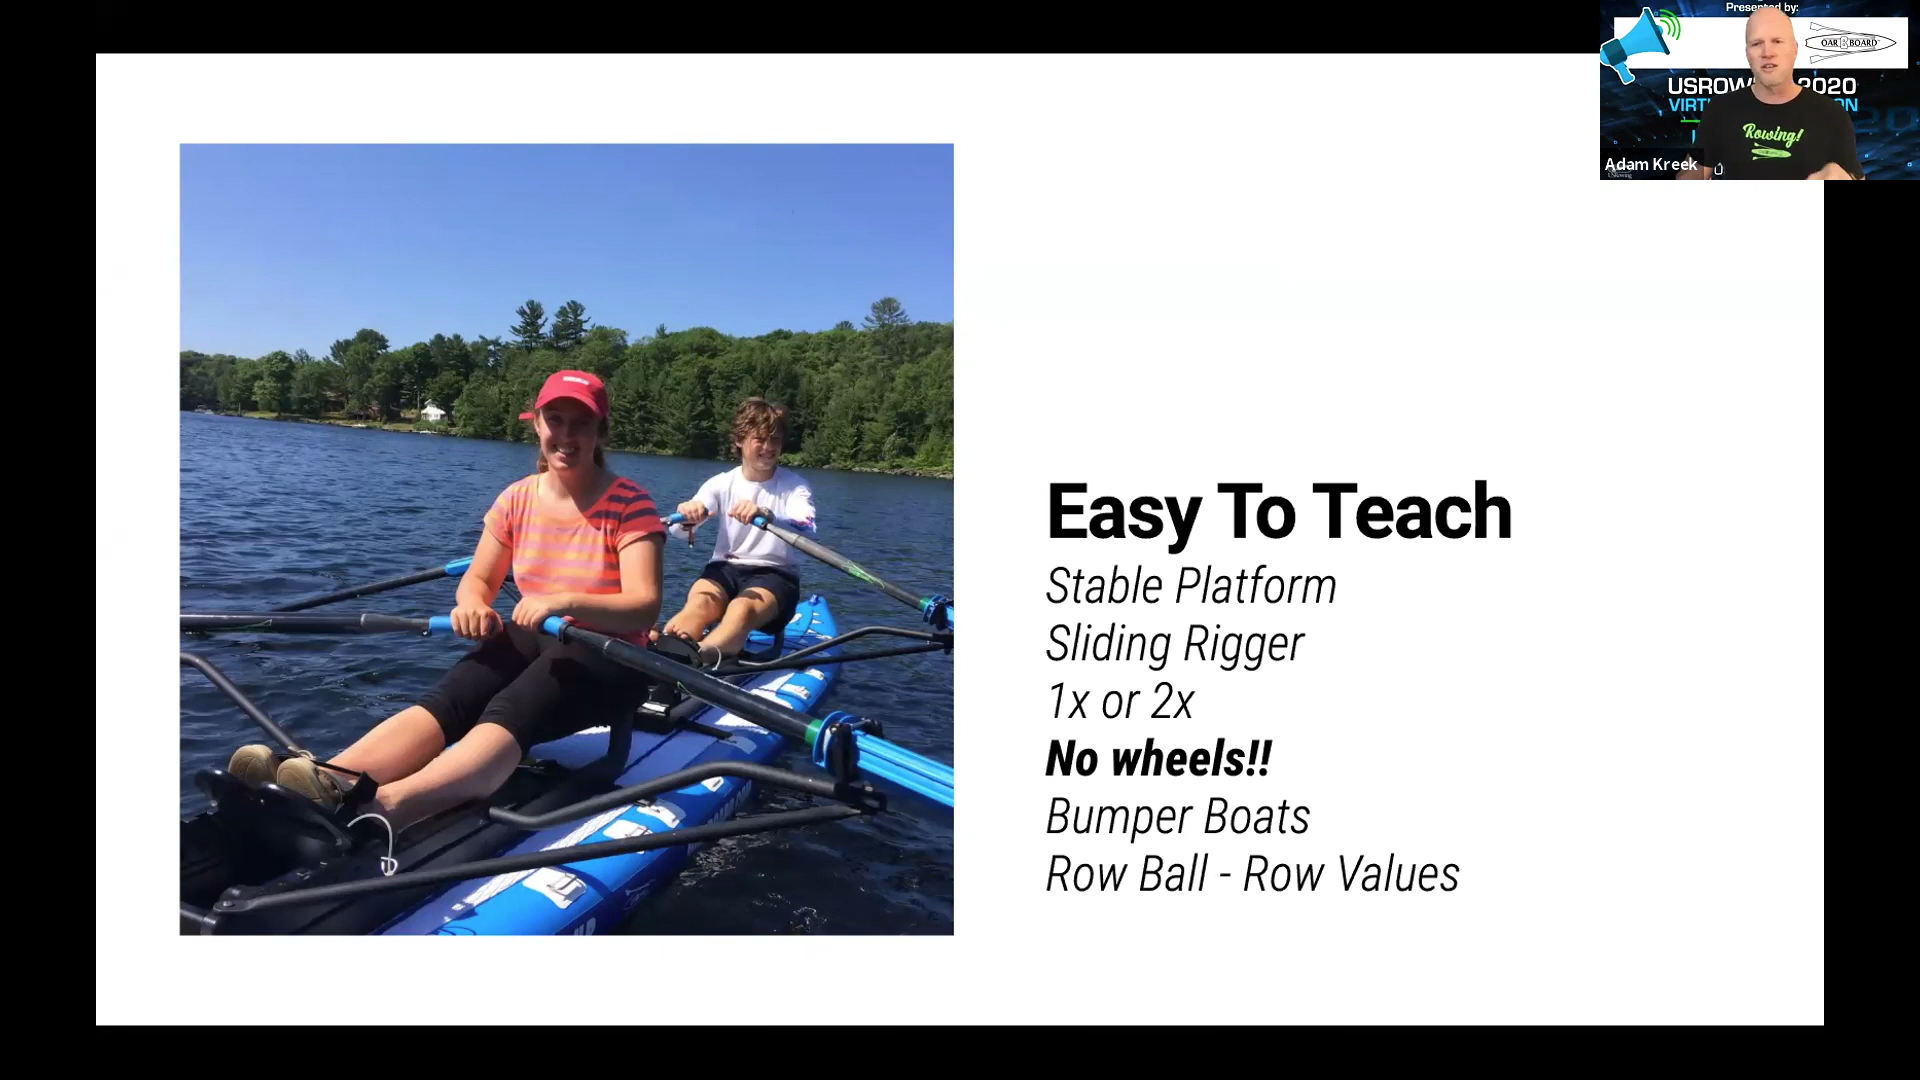 Presented by:
OAR BOARD
USROW 2020
VIRT ON
Rowing!
Adam Kreek
Easy To Teach
Stable Platform
Sliding Rigger
1x or 2x
No wheels!!
Bumper Boats
Row Ball - Row Values